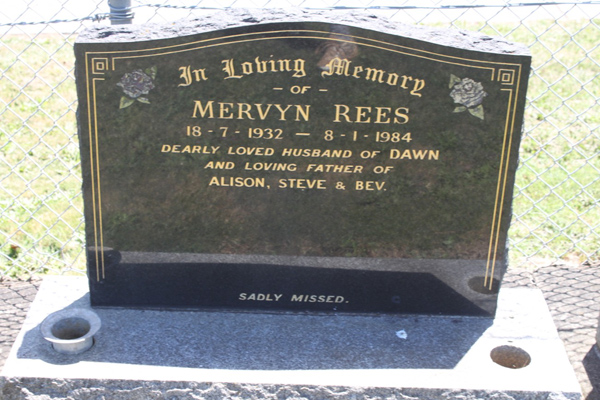 In Loving Memory
- OF -
MERVYN REES
18-7-1932 — 8-1-1984
DEARLY LOVED HUSBAND OF DAWN
AND LOVING FATHER OF
ALISON, STEVE & BEV.
SADLY MISSED.